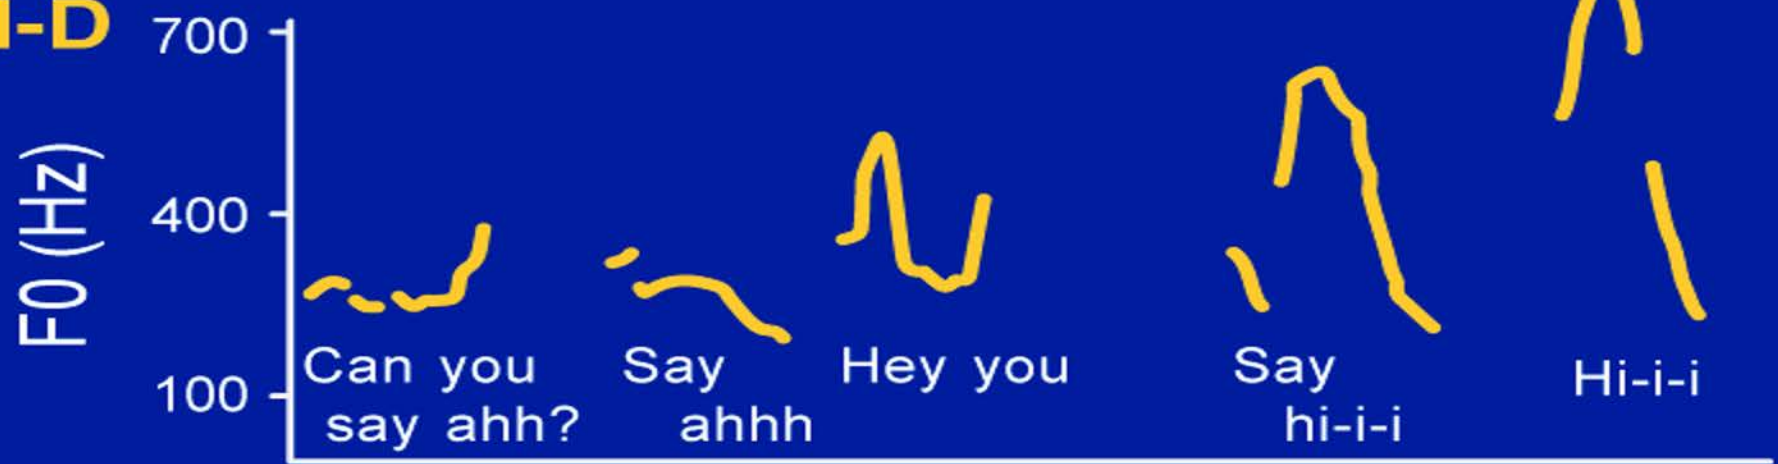 I-D
700
400
100
F0 (Hz)
Can you
say ahh?
Say
ahhh
Hey you
Say
hi-i-i
Hi-i-i